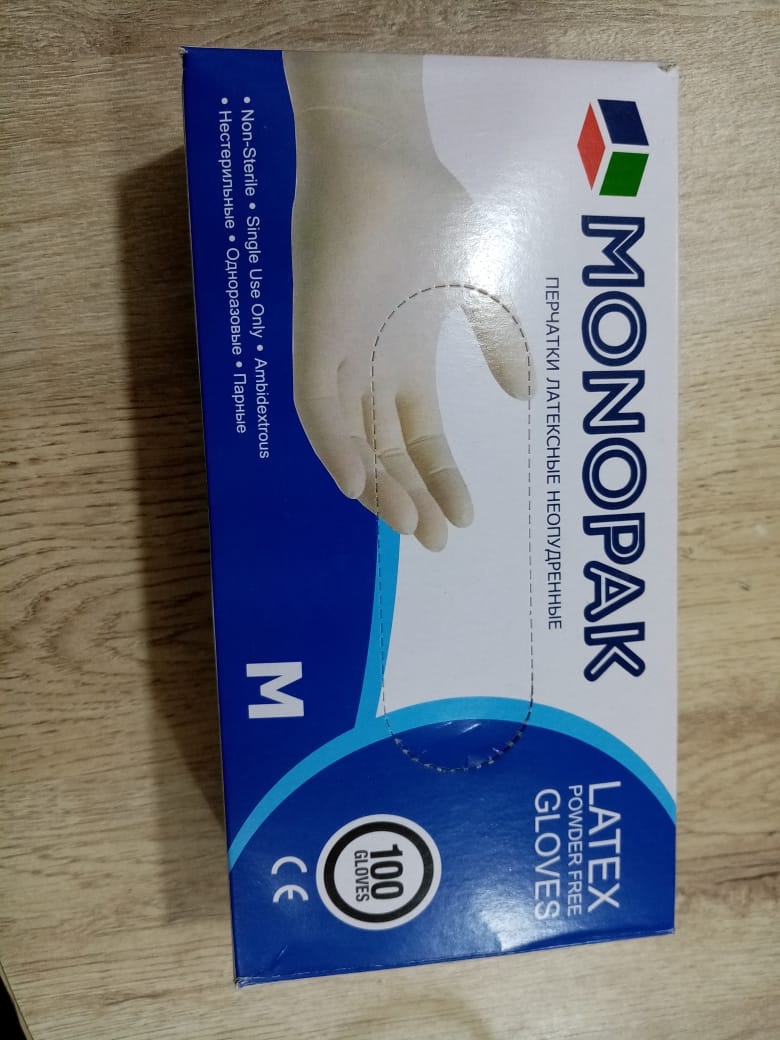 MONOPAK
ПЕРЧАТКИ ЛАТЕКСНЫЕ НЕОПУДРЕННЫЕ
LATEX
POWDER FREE
GLOVES
100
GLOVES
CE
M
• Non-Sterile • Single Use Only • Ambidextrous
• Нестерильные • Одноразовые • Парные